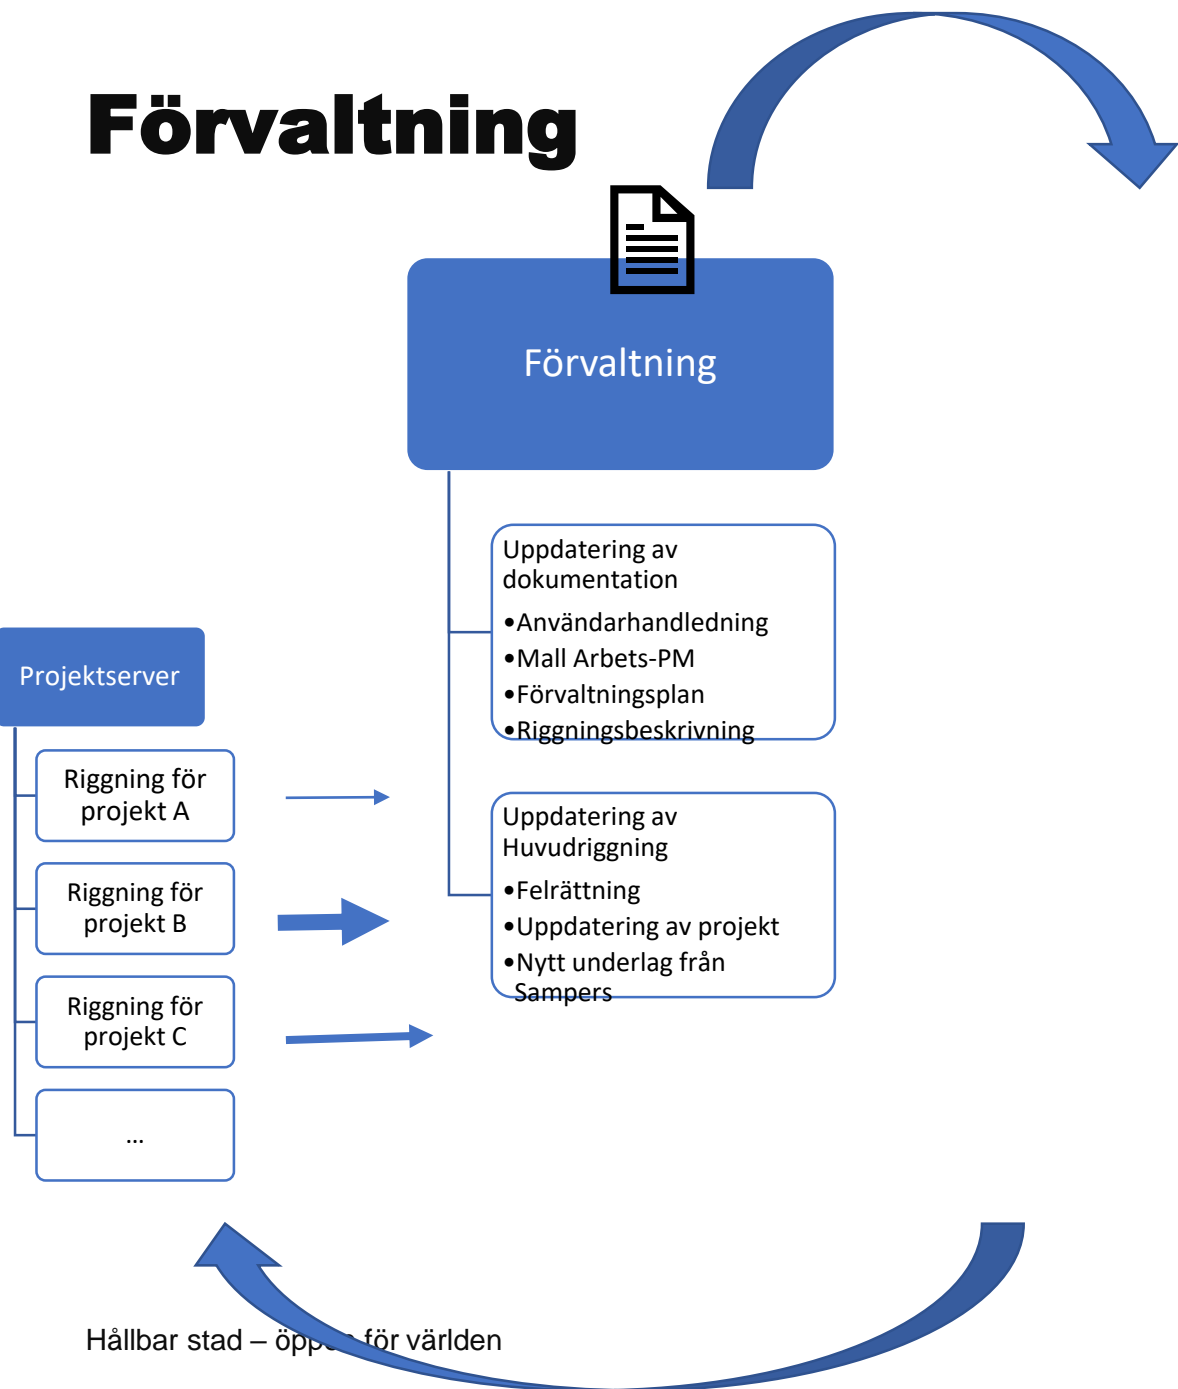 Förvaltning
Förvaltning
Uppdatering av
dokumentation
•Användarhandledning
•Mall Arbets-PM
•Förvaltningsplan
•Riggningsbeskrivning
Uppdatering av
Huvudriggning
•Felrättning
•Uppdatering av projekt
•Nytt underlag från
Sampers
Projektserver
Riggning för
projekt A
Riggning för
projekt B
Riggning för
projekt C
...
Hållbar stad – öppen för världen